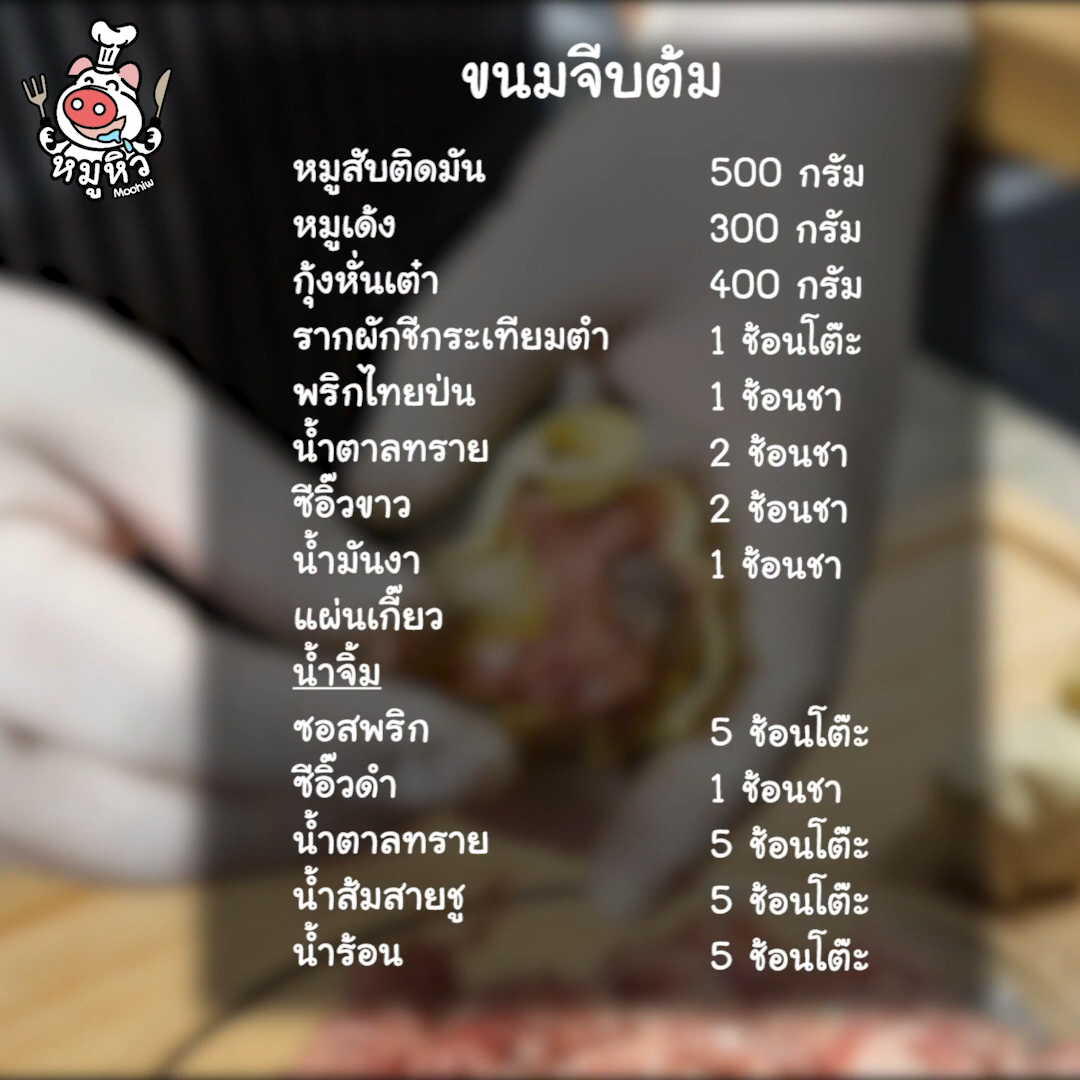 หมูหิว
Moohiw
ขนมจีบต้ม
หมูสับติดมัน 500 กรัม
หมูเด้ง 300 กรัม
กุ้งหั่นเต๋า 400 กรัม
รากผักชีกระเทียมตำ 1 ช้อนโต๊ะ
พริกไทยป่น 1 ช้อนชา
น้ำตาลทราย 2 ช้อนชา
ซีอิ๊วขาว 2 ช้อนชา
น้ำมันงา 1 ช้อนชา
แผ่นเกี๊ยว
น้ำจิ้ม
ซอสพริก 5 ช้อนโต๊ะ
ซีอิ๊วดำ 1 ช้อนชา
น้ำตาลทราย 5 ช้อนโต๊ะ
น้ำส้มสายชู 5 ช้อนโต๊ะ
น้ำร้อน 5 ช้อนโต๊ะ